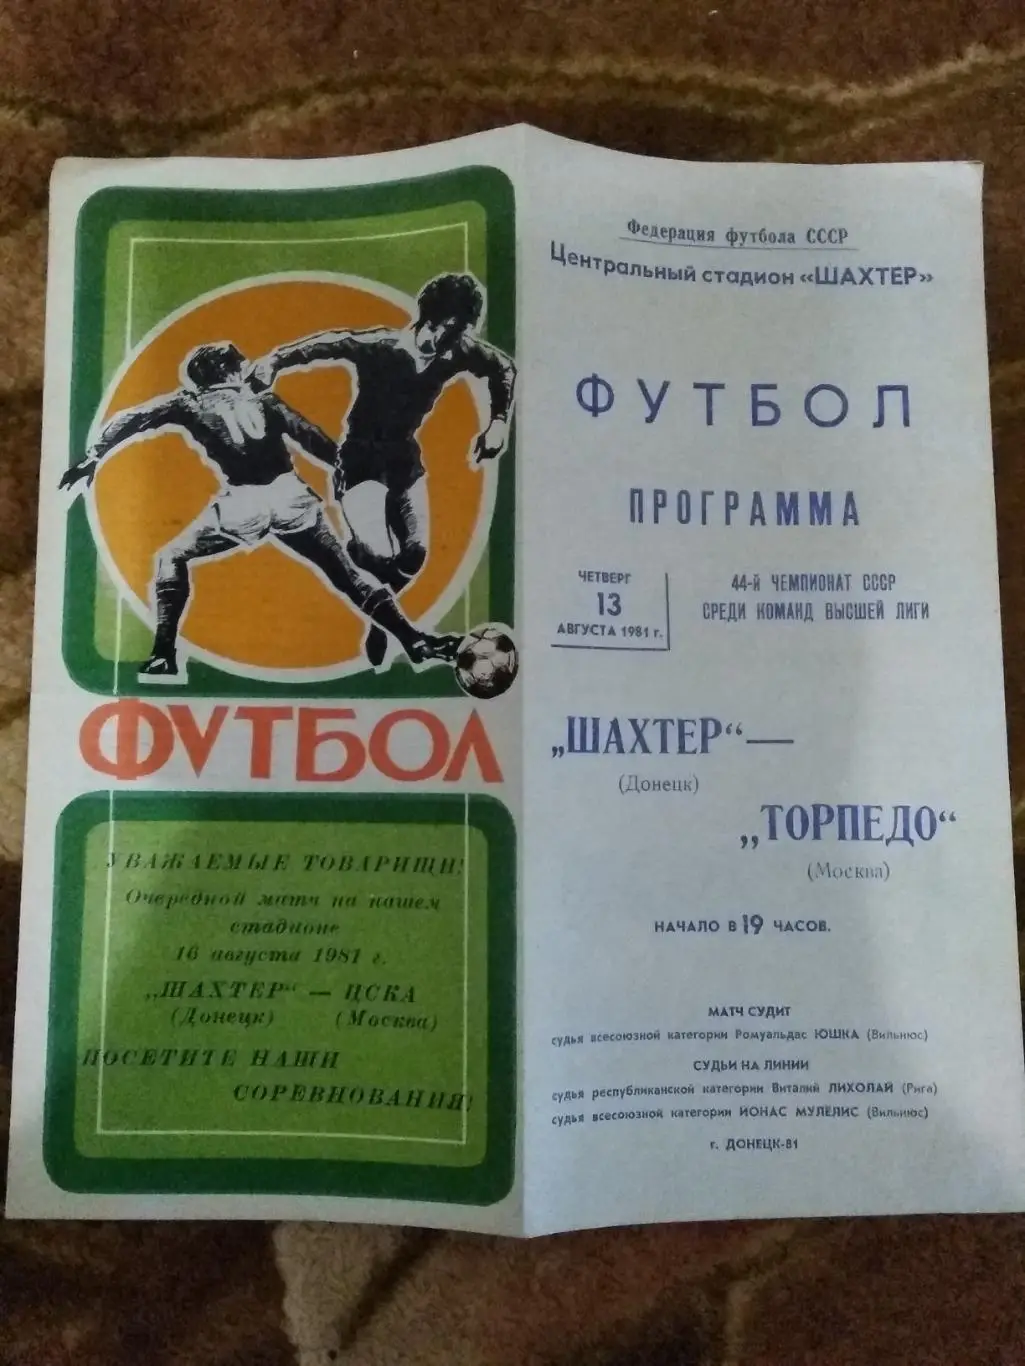 10
ФУТБОЛ
УВАЖАЕМЫЕ ТОВАРИЩИ!
Очередной матч на нашем
стадионе
16 августа 1981 г.
„ШАХТЕР“ — ЦСКА
(Донецк) (Москва)
ПОСЕТИТЕ НАШИ
СОРЕВНОВАНИЯ!
Федерация футбола СССР
Центральный стадион «ШАХТЕР»
ФУТБОЛ
ПРОГРАММА
ЧЕТВЕРГ
13
АВГУСТА 1981 г.
44-й ЧЕМПИОНАТ СССР
СРЕДИ КОМАНД ВЫСШЕЙ ЛИГИ
„ШАХТЕР“ —
(Донецк)
„ТОРПЕДО“
(Москва)
НАЧАЛО В 19 ЧАСОВ.
МАТЧ СУДИТ
судья всесоюзной категории Ромуальдас ЮШКА (Вильнюс)
СУДЬИ НА ЛИНИИ
судья республиканской категории Виталий ЛИХОЛАЙ (Рига)
судья всесоюзной категории ЙОНАС МУЛЕЛИС (Вильнюс)
г. ДОНЕЦК-81